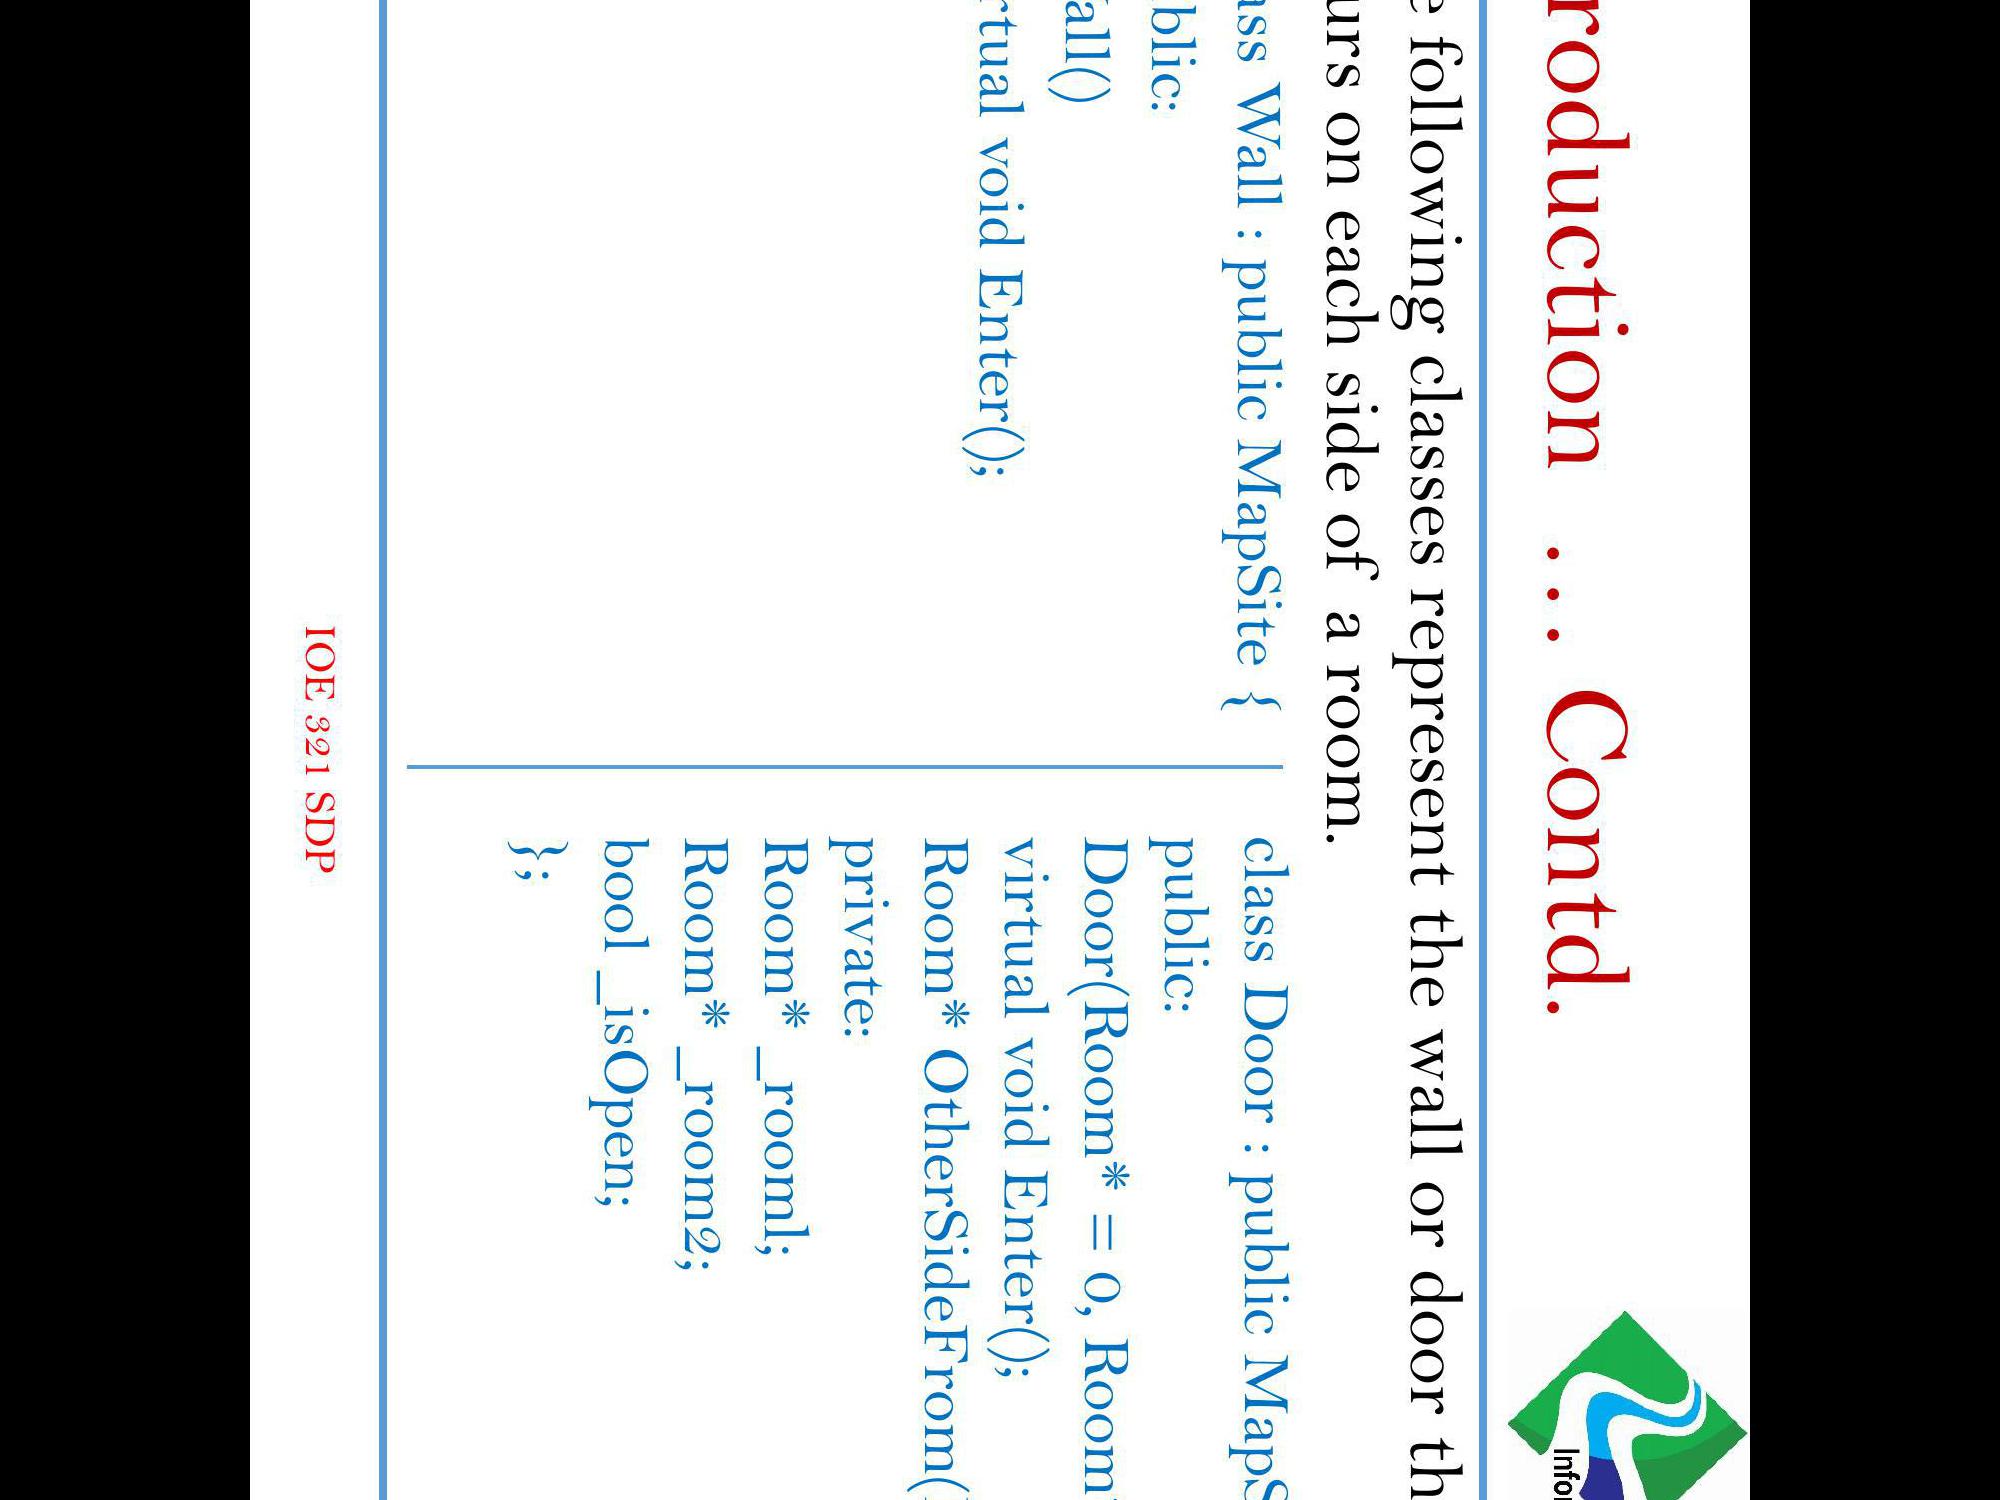 roduction ... Contd.
e following classes represent the wall or door th
urs on each side of a room.
ass Wall : public MapSite {
blic:
all()
rtual void Enter();
class Door : public MapS
public:
Door(Room* = 0, Room*
virtual void Enter();
Room* OtherSideFrom(
private:
Room* _rooml;
Room* _room2;
bool _isOpen;
};
IOE 321 SDP
Infor